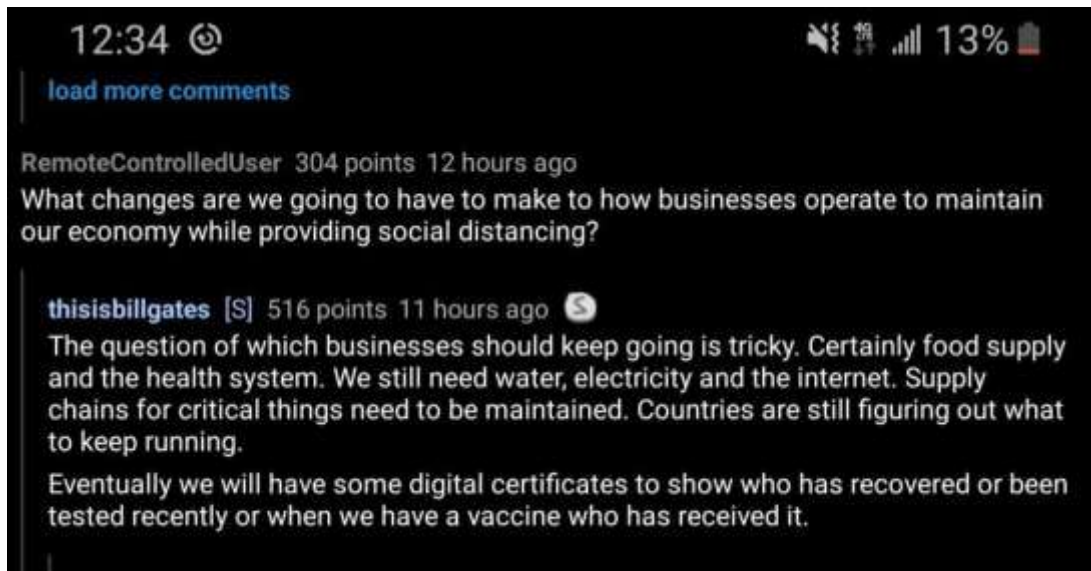 12:34 13%
load more comments
RemoteControlledUser 304 points 12 hours ago
What changes are we going to have to make to how businesses operate to maintain
our economy while providing social distancing?
thisisbillgates [S] 516 points 11 hours ago S
The question of which businesses should keep going is tricky. Certainly food supply
and the health system. We still need water, electricity and the internet. Supply
chains for critical things need to be maintained. Countries are still figuring out what
to keep running.
Eventually we will have some digital certificates to show who has recovered or been
tested recently or when we have a vaccine who has received it.